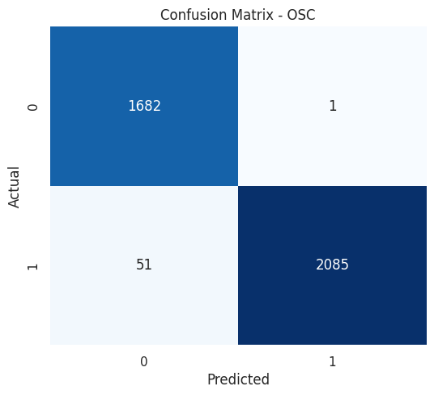 Confusion Matrix - OSC
Actual
0
1682
1
1
51
2085
0
1
Predicted